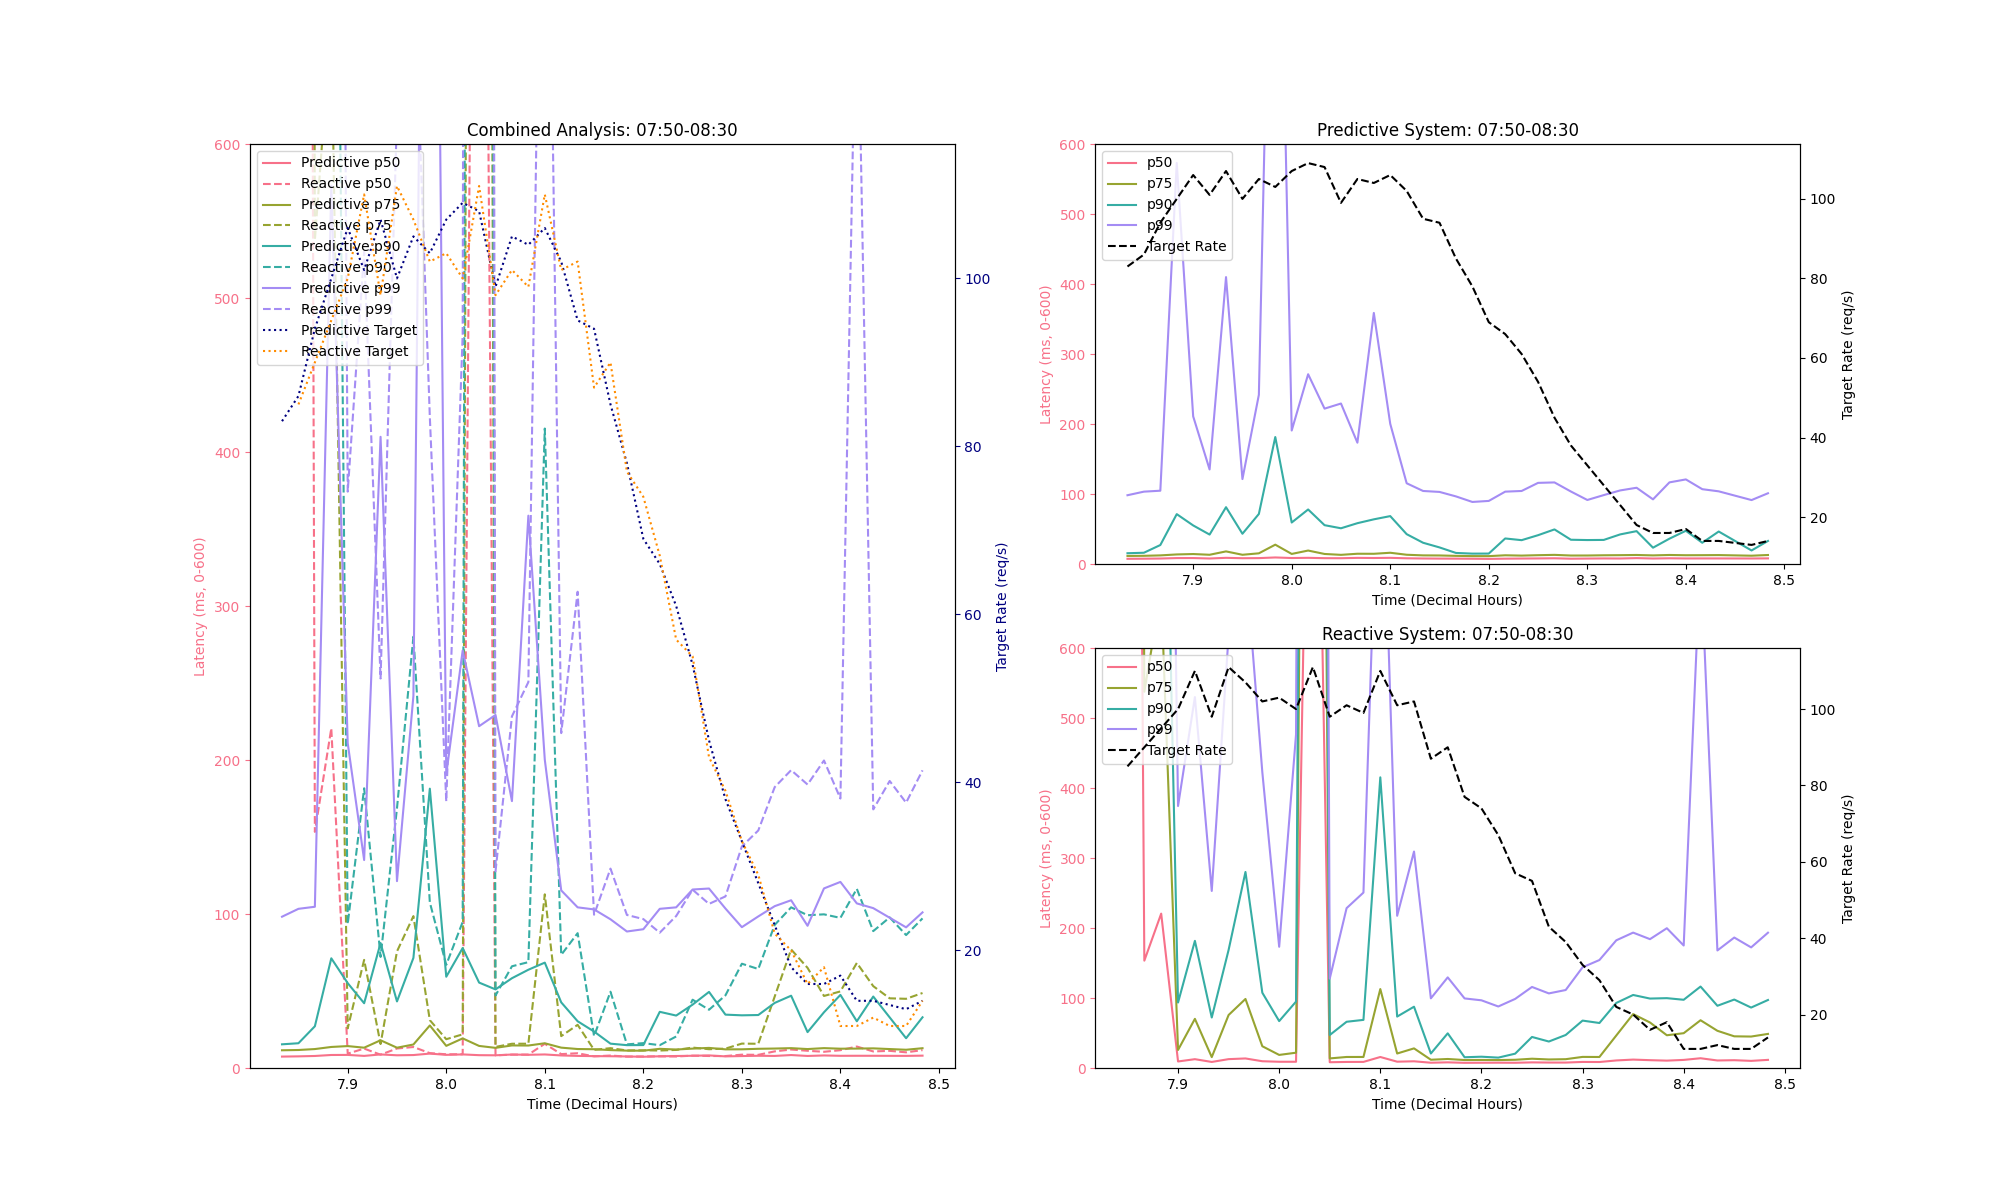 Combined Analysis: 07:50-08:30
600
500
400
300
200
100
0
Latency (ms, 0-600)
Predictive p50
Reactive p50
Predictive p75
Reactive p75
Predictive p90
Reactive p90
Predictive p99
Reactive p99
Predictive Target
Reactive Target
100
80
60
40
20
Target Rate (req/s)
7.9 8.0 8.1 8.2 8.3 8.4 8.5
Time (Decimal Hours)
Predictive System: 07:50-08:30
600
500
400
300
200
100
0
Latency (ms, 0-600)
p50
p75
p90
p99
Target Rate
100
80
60
40
20
Target Rate (req/s)
7.9 8.0 8.1 8.2 8.3 8.4 8.5
Time (Decimal Hours)
Reactive System: 07:50-08:30
600
500
400
300
200
100
0
Latency (ms, 0-600)
p50
p75
p90
p99
Target Rate
100
80
60
40
20
Target Rate (req/s)
7.9 8.0 8.1 8.2 8.3 8.4 8.5
Time (Decimal Hours)